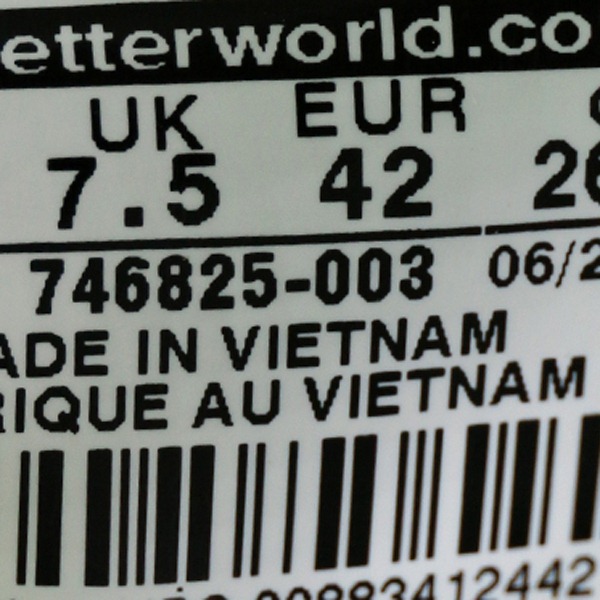 etterworld.co
UK EUR
7.5 42 26
746825-003 06/2
ADE IN VIETNAM
RIQUE AU VIETNAM
00883412442